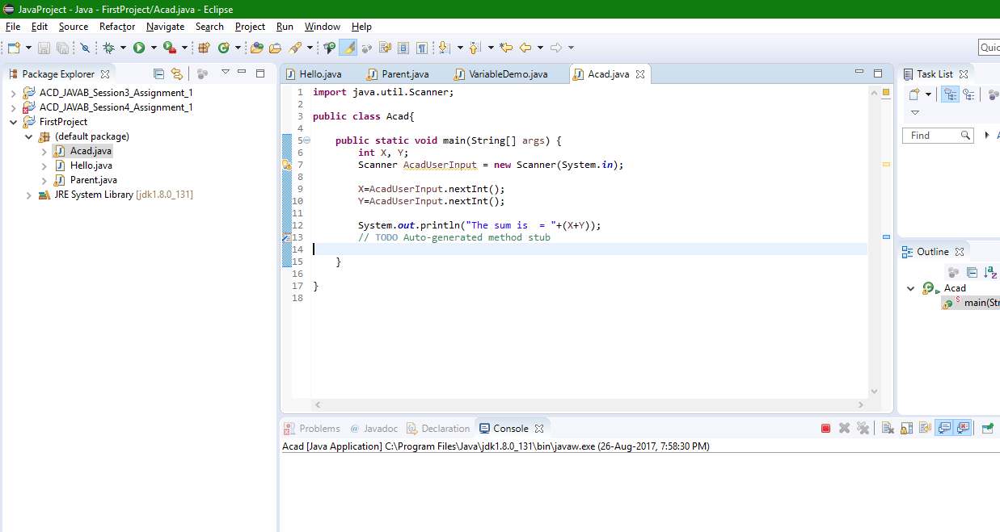 JavaProject - Java - FirstProject/Acad.java - Eclipse
File Edit Source Refactor Navigate Search Project Run Window Help
Quic
Package Explorer
ACD_JAVAB_Session3_Assignment_1
ACD_JAVAB_Session4_Assignment_1
FirstProject
(default package)
Acad.java
Hello.java
Parent.java
JRE System Library [jdk1.8.0_131]
Hello.java Parent.java VariableDemo.java Acad.java
1 import java.util.Scanner;
2
3 public class Acad{
4
5 public static void main(String[] args) {
6 int X, Y;
7 Scanner AcadUserInput = new Scanner(System.in);
8
9 X=AcadUserInput.nextInt();
10 Y=AcadUserInput.nextInt();
11
12 System.out.println("The sum is  = "+(X+Y));
13 // TODO Auto-generated method stub
14
15 }
16
17 }
18
Task List
Find
Outline
Acad
main(Str
Problems @ Javadoc Declaration Console
Acad [Java Application] C:\Program Files\Java\jdk1.8.0_131\bin\javaw.exe (26-Aug-2017, 7:58:30 PM)